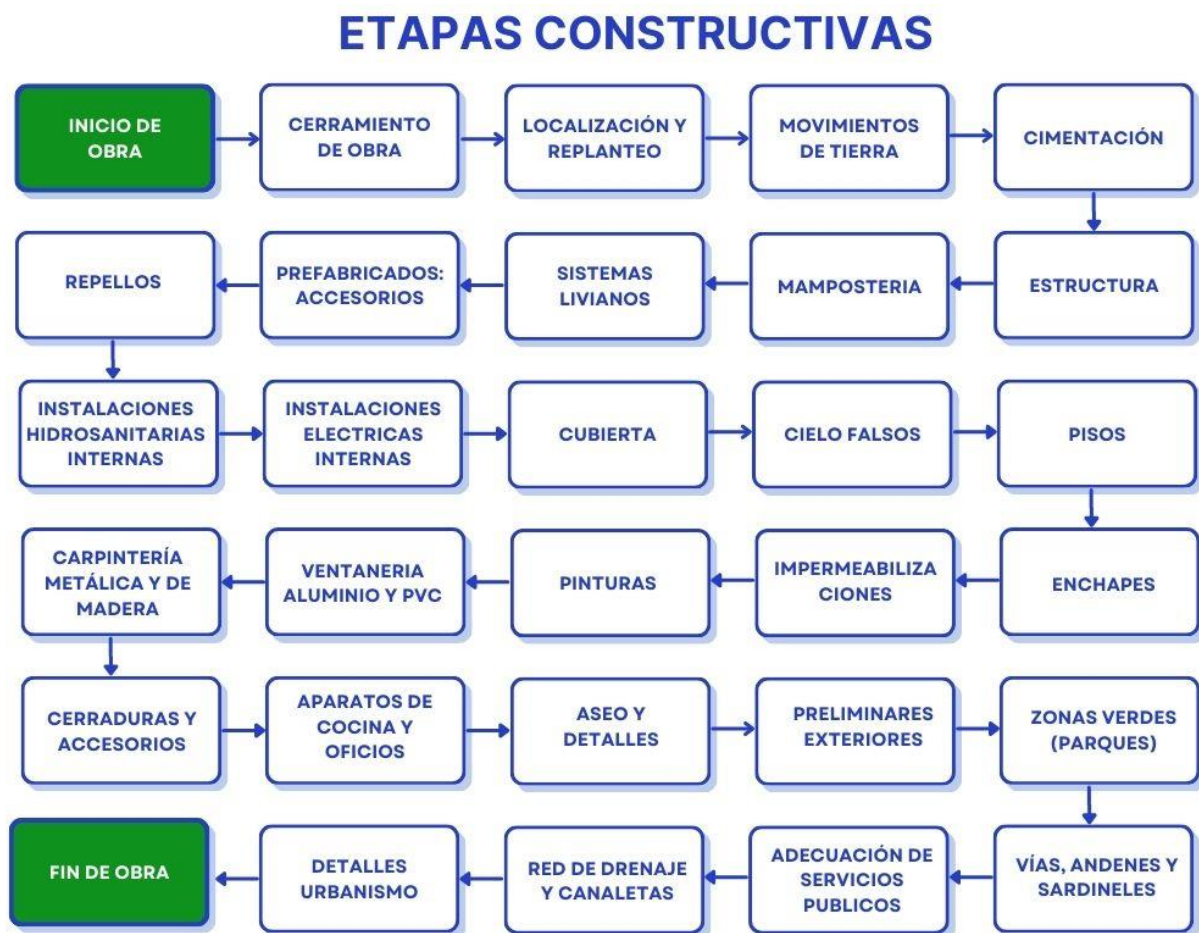 ETAPAS CONSTRUCTIVAS
INICIO DE
OBRA
CERRAMIENTO
DE OBRA
LOCALIZACIÓN Y
REPLANTEO
MOVIMIENTOS
DE TIERRA
CIMENTACIÓN
ESTRUCTURA
MAMPOSTERIA
SISTEMAS
LIVIANOS
PREFABRICADOS:
ACCESORIOS
REPELLOS
INSTALACIONES
HIDROSANITARIAS
INTERNAS
INSTALACIONES
ELECTRICAS
INTERNAS
CUBIERTA
CIELO FALSOS
PISOS
ENCHAPES
IMPERMEABILIZA
CIONES
PINTURAS
VENTANERIA
ALUMINIO Y PVC
CARPINTERÍA
METÁLICA Y DE
MADERA
CERRADURAS Y
ACCESORIOS
APARATOS DE
COCINA Y
OFICIOS
ASEO Y
DETALLES
PRELIMINARES
EXTERIORES
ZONAS VERDES
(PARQUES)
VÍAS, ANDENES Y
SARDINELES
ADECUACIÓN DE
SERVICIOS
PUBLICOS
RED DE DRENAJE
Y CANALETAS
DETALLES
URBANISMO
FIN DE OBRA